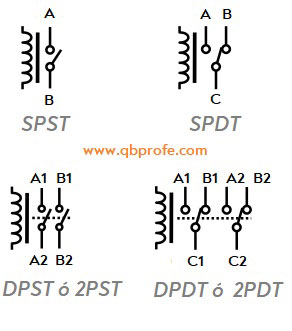 A
A B
B
C
SPST
SPDT
www.qbprofe.com
A1 B1
A1 B1 A2 B2
A2 B2
C1 C2
DPST ó 2PST
DPDT ó 2PDT